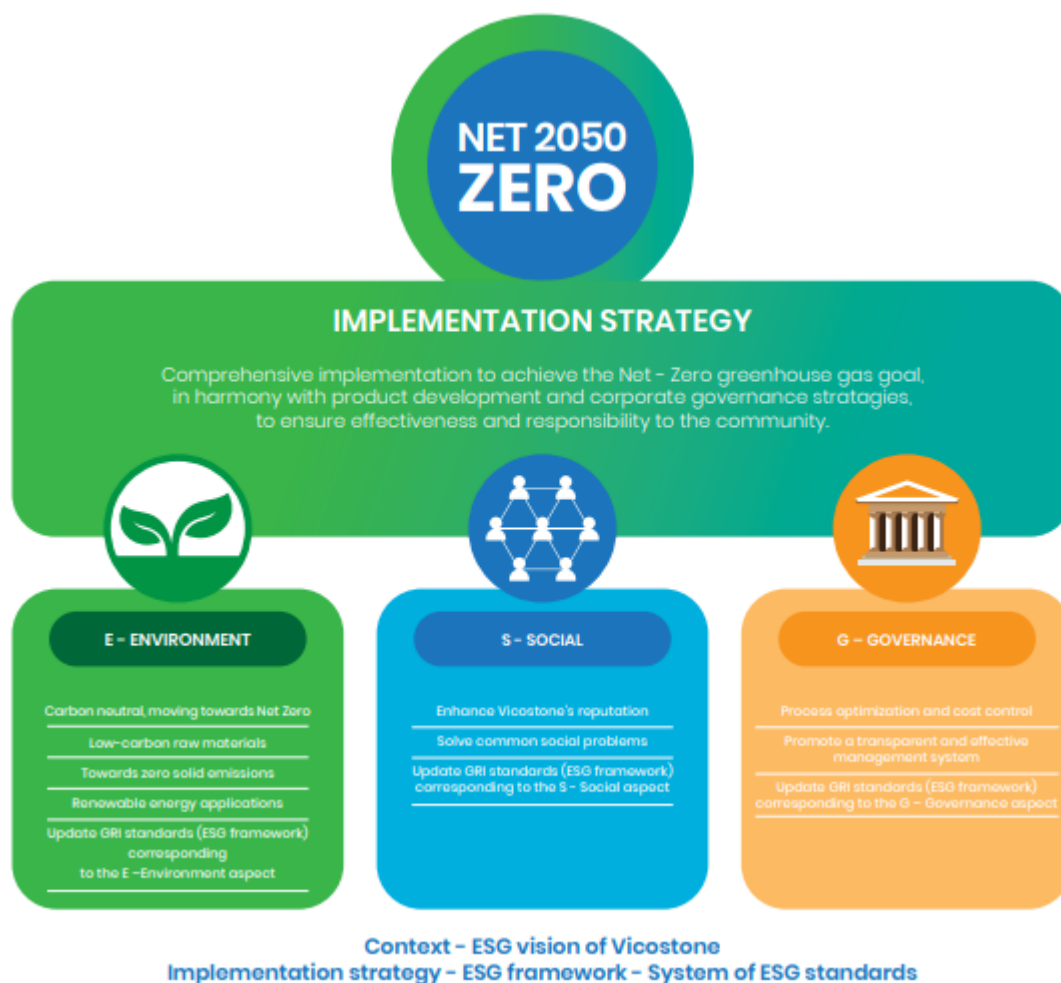 NET 2050
ZERO
IMPLEMENTATION STRATEGY
Comprehensive implementation to achieve the Net - Zero greenhouse gas goal,
in harmony with product development and corporate governance stratagies,
to ensure effectiveness and responsibility to the community.
E - ENVIRONMENT
Carbon neutral, moving towards Net Zero
Low-carbon raw materials
Towards zero solid emissions
Renewable energy applications
Update GRI standards (ESG framework)
corresponding
to the E -Environment aspect
S - SOCIAL
Enhance Vicostone's reputation
Solve common social problems
Update GRI standards (ESG framework)
corresponding to the S - Social aspect
G – GOVERNANCE
Process optimization and cost control
Promote a transparent and effective
management system
Update GRI standards (ESG framework)
corresponding to the G - Governance aspect
Context - ESG vision of Vicostone
Implementation strategy - ESG framework - System of ESG standards